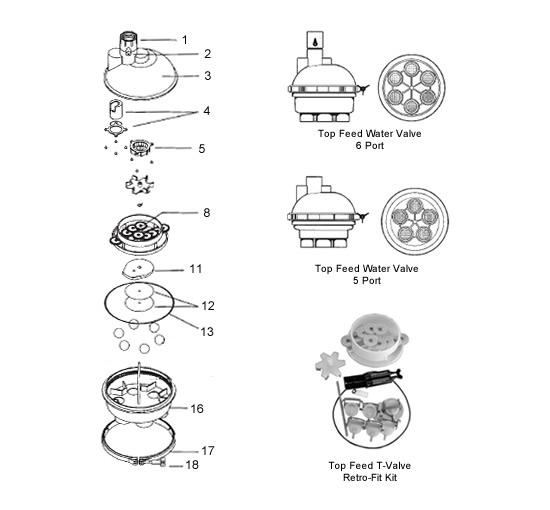 1
2
3
4
5
8
11
12
13
16
17
18
Top Feed Water Valve
6 Port
Top Feed Water Valve
5 Port
Top Feed T-Valve
Retro-Fit Kit